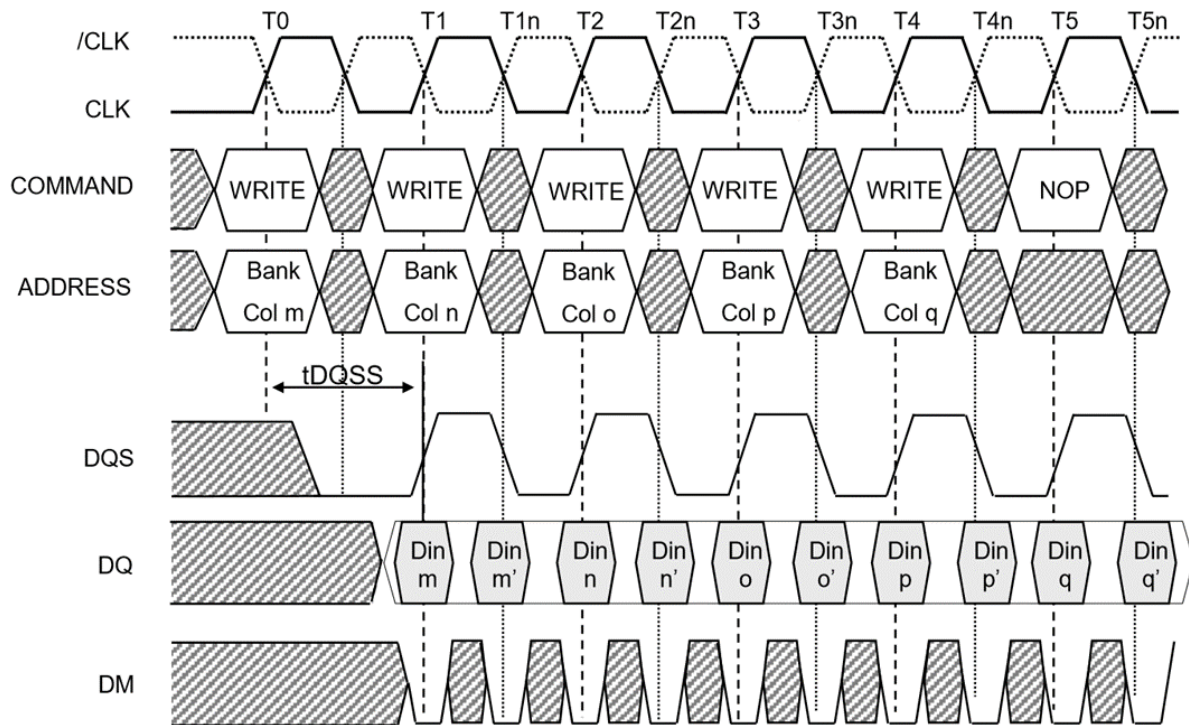 T0 T1 T1n T2 T2n T3 T3n T4 T4n T5 T5n
/CLK
CLK
COMMAND WRITE WRITE WRITE WRITE WRITE NOP
Bank Bank Bank Bank Bank
ADDRESS
Col m Col n Col o Col p Col q
tDQSS
DQS
Din Din Din Din Din Din Din Din Din Din
DQ
m m’ n n’ o o’ p p’ q q’
DM